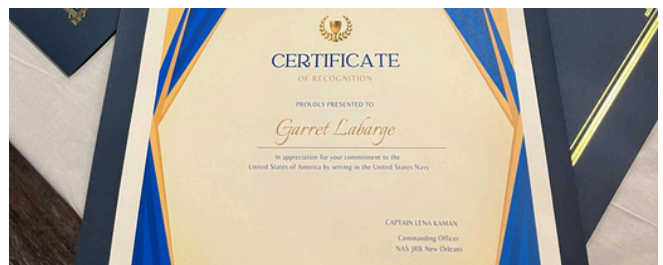 CERTIFICATE
OF RECOGNITION
PROUDLY PRESENTED TO
Garret Labarge
In appreciation for your commitment to the
United States of America by serving in the United States Navy
CAPTAIN LENA KAMAN
Commanding Officer
NAS JRB New Orleans